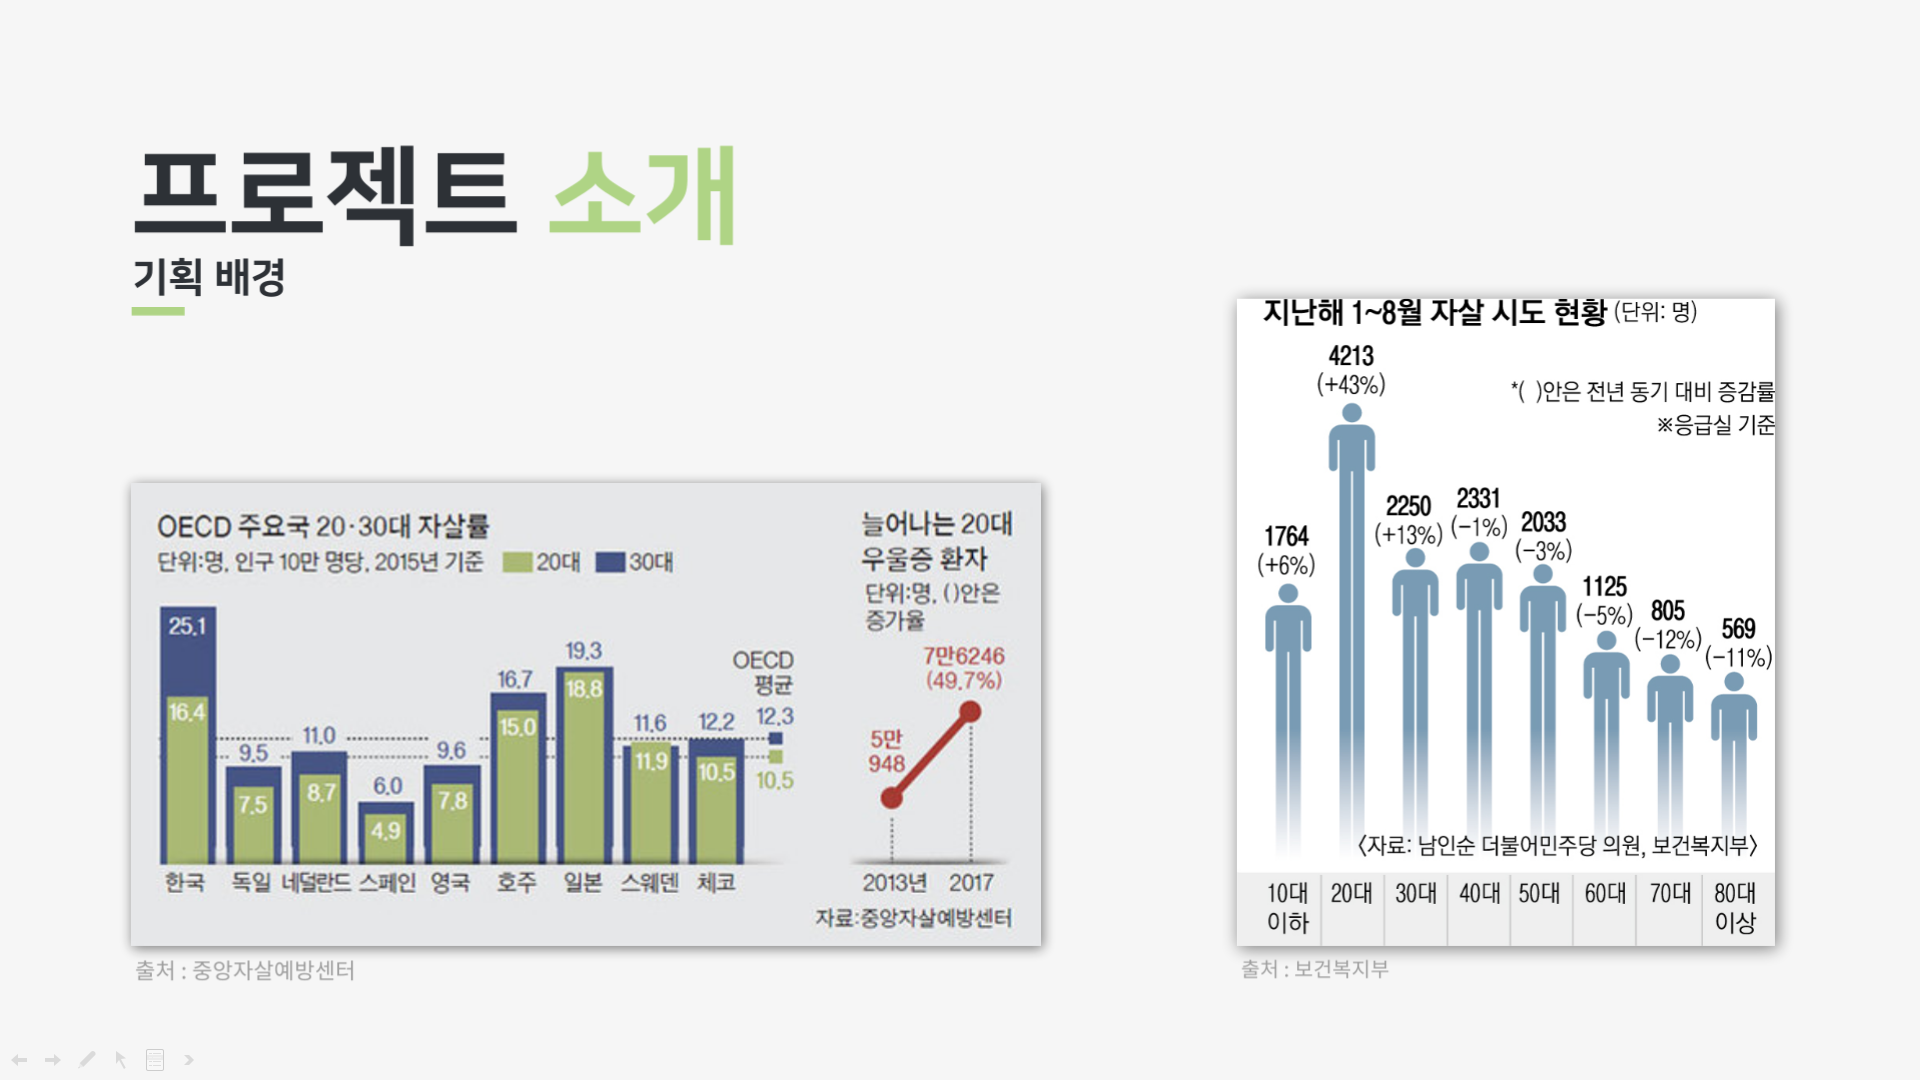 프로젝트 소개
기획 배경
OECD 주요국 20·30대 자살률
단위:명, 인구 10만 명당, 2015년 기준 20대 30대
25.1
16.4
9.5
7.5
11.0
8.7
6.0
4.9
9.6
7.8
16.7
15.0
19.3
18.8
11.6
11.9
12.2
10.5
OECD
평균
12.3
10.5
한국 독일 네덜란드 스페인 영국 호주 일본 스웨덴 체코
늘어나는 20대
우울증 환자
단위:명, ( )안은
증가율
7만6246
(49.7%)
5만
948
2013년 2017
자료:중앙자살예방센터
출처 : 중앙자살예방센터
지난해 1~8월 자살 시도 현황 (단위: 명)
*( )안은 전년 동기 대비 증감률
※응급실 기준
1764
(+6%)
4213
(+43%)
2250
(+13%)
2331
(−1%)
2033
(−3%)
1125
(−5%)
805
(−12%)
569
(−11%)
〈자료: 남인순 더불어민주당 의원, 보건복지부〉
10대 20대 30대 40대 50대 60대 70대 80대
이하 이상
출처 : 보건복지부